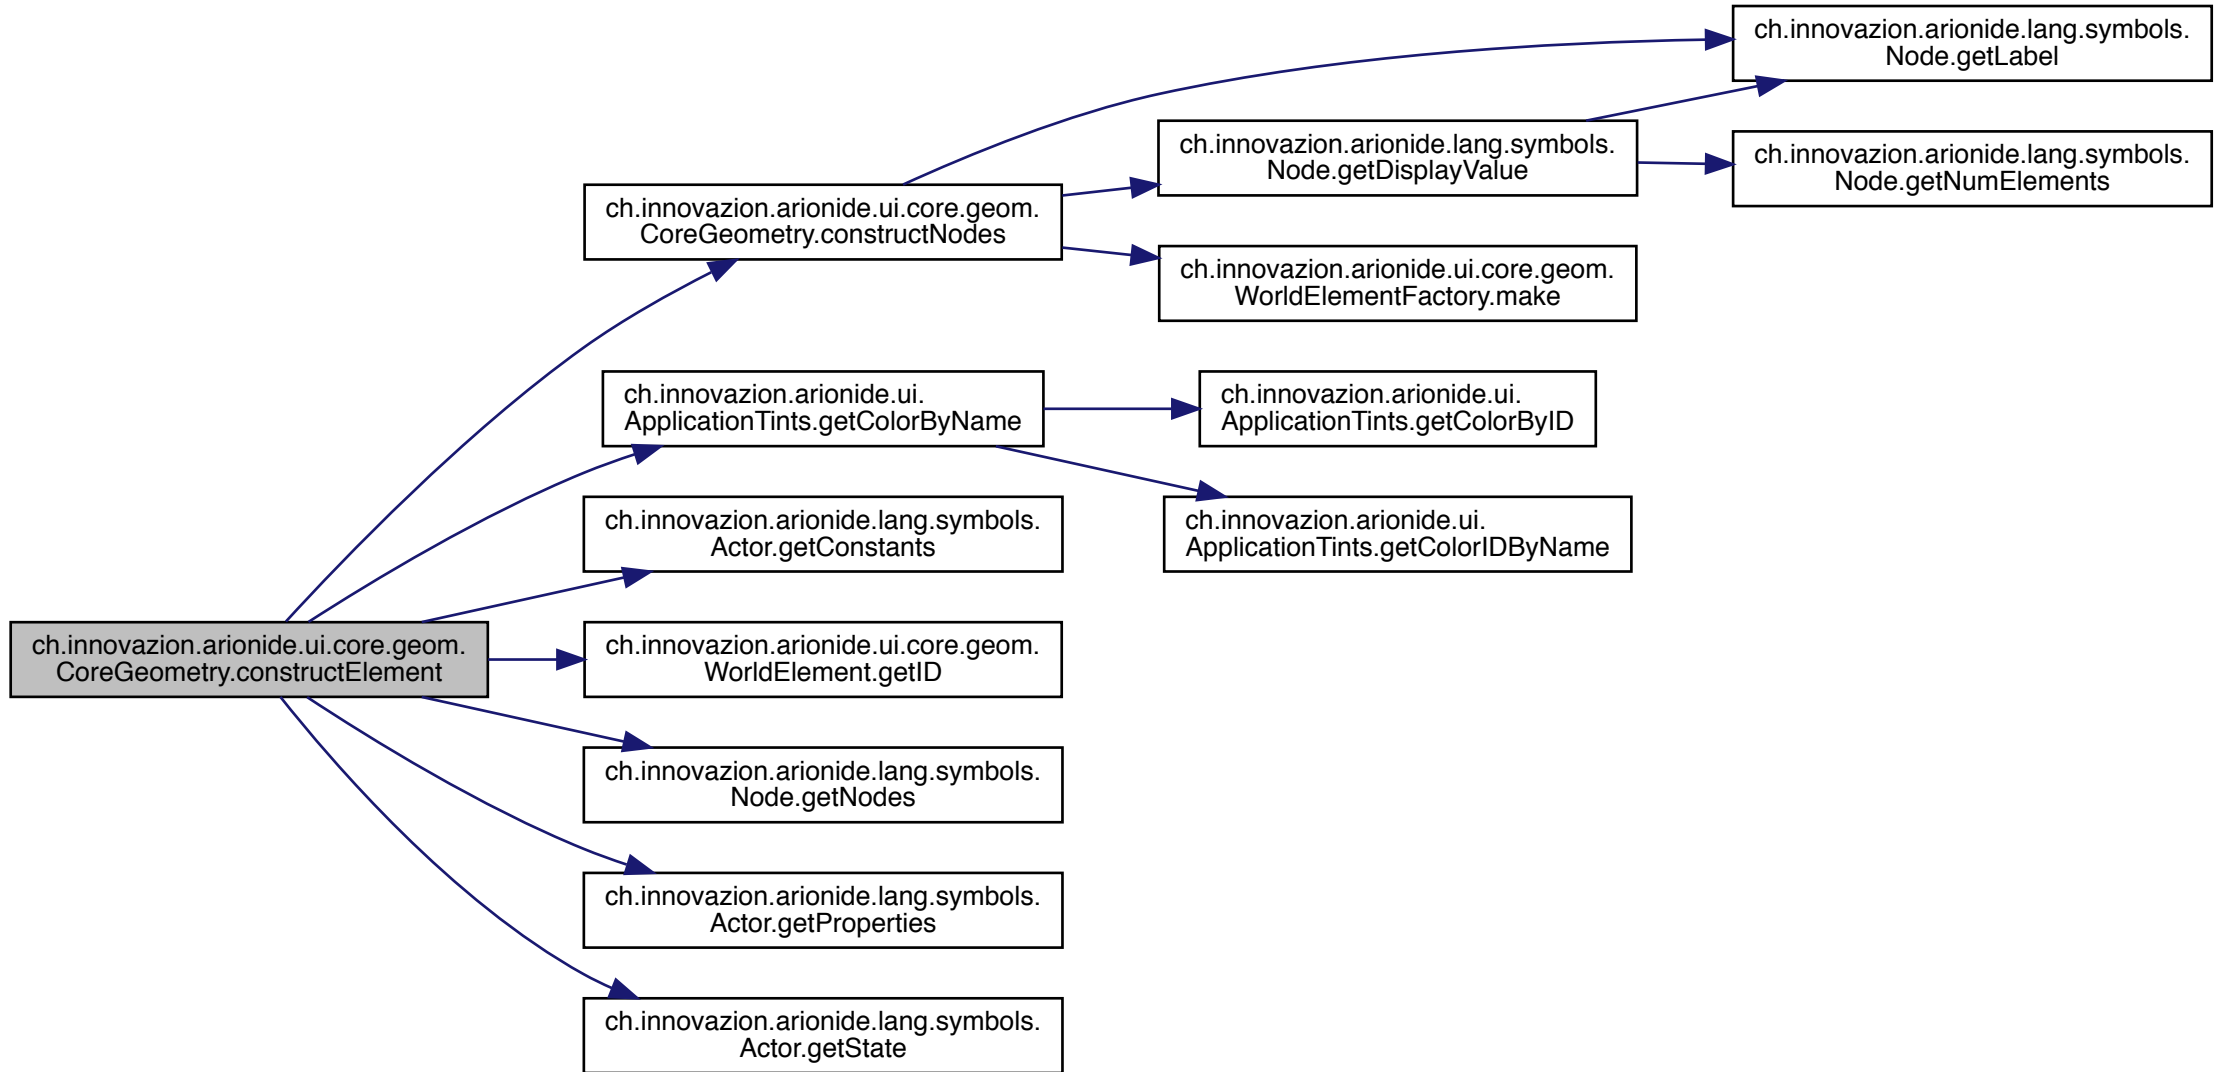 ch.innovazion.arionide.ui.core.geom.
CoreGeometry.constructElement
ch.innovazion.arionide.ui.core.geom.
CoreGeometry.constructNodes
ch.innovazion.arionide.lang.symbols.
Node.getLabel
ch.innovazion.arionide.lang.symbols.
Node.getDisplayValue
ch.innovazion.arionide.lang.symbols.
Node.getNumElements
ch.innovazion.arionide.ui.core.geom.
WorldElementFactory.make
ch.innovazion.arionide.ui.
ApplicationTints.getColorByName
ch.innovazion.arionide.ui.
ApplicationTints.getColorByID
ch.innovazion.arionide.ui.
ApplicationTints.getColorIDByName
ch.innovazion.arionide.lang.symbols.
Actor.getConstants
ch.innovazion.arionide.ui.core.geom.
WorldElement.getID
ch.innovazion.arionide.lang.symbols.
Node.getNodes
ch.innovazion.arionide.lang.symbols.
Actor.getProperties
ch.innovazion.arionide.lang.symbols.
Actor.getState